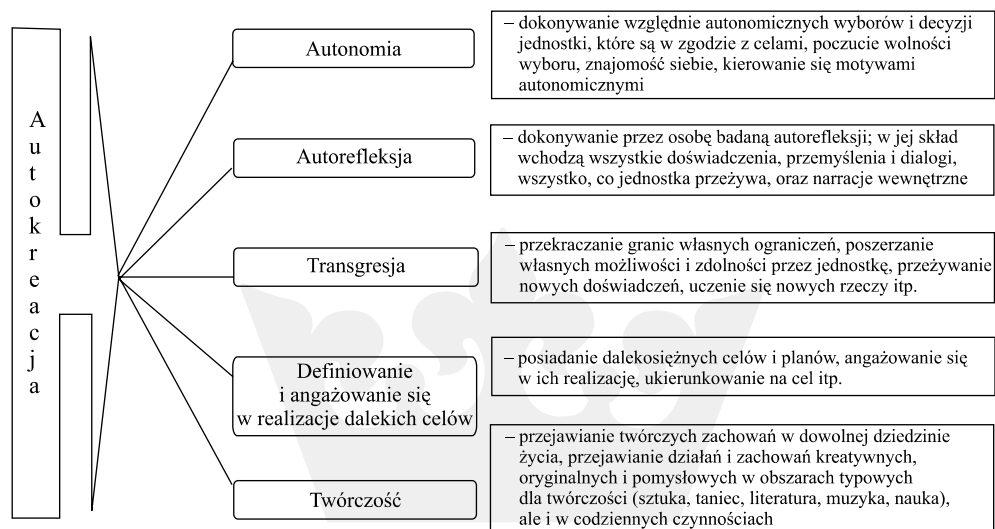 Autokreacja
Autonomia
– dokonywanie względnie autonomicznych wyborów i decyzji
jednostki, które są w zgodzie z celami, poczucie wolności
wyboru, znajomość siebie, kierowanie się motywami
autonomicznymi
Autorefleksja
– dokonywanie przez osobę badaną autorefleksji; w jej skład
wchodzą wszystkie doświadczenia, przemyślenia i dialogi,
wszystko, co jednostka przeżywa, oraz narracje wewnętrzne
Transgresja
– przekraczanie granic własnych ograniczeń, poszerzanie
własnych możliwości i zdolności przez jednostkę, przeżywanie
nowych doświadczeń, uczenie się nowych rzeczy itp.
Definiowanie
i angażowanie się
w realizacje dalekich celów
– posiadanie dalekosiężnych celów i planów, angażowanie się
w ich realizację, ukierunkowanie na cel itp.
Twórczość
– przejawianie twórczych zachowań w dowolnej dziedzinie
życia, przejawianie działań i zachowań kreatywnych,
oryginalnych i pomysłowych w obszarach typowych
dla twórczości (sztuka, taniec, literatura, muzyka, nauka),
ale i w codziennych czynnościach